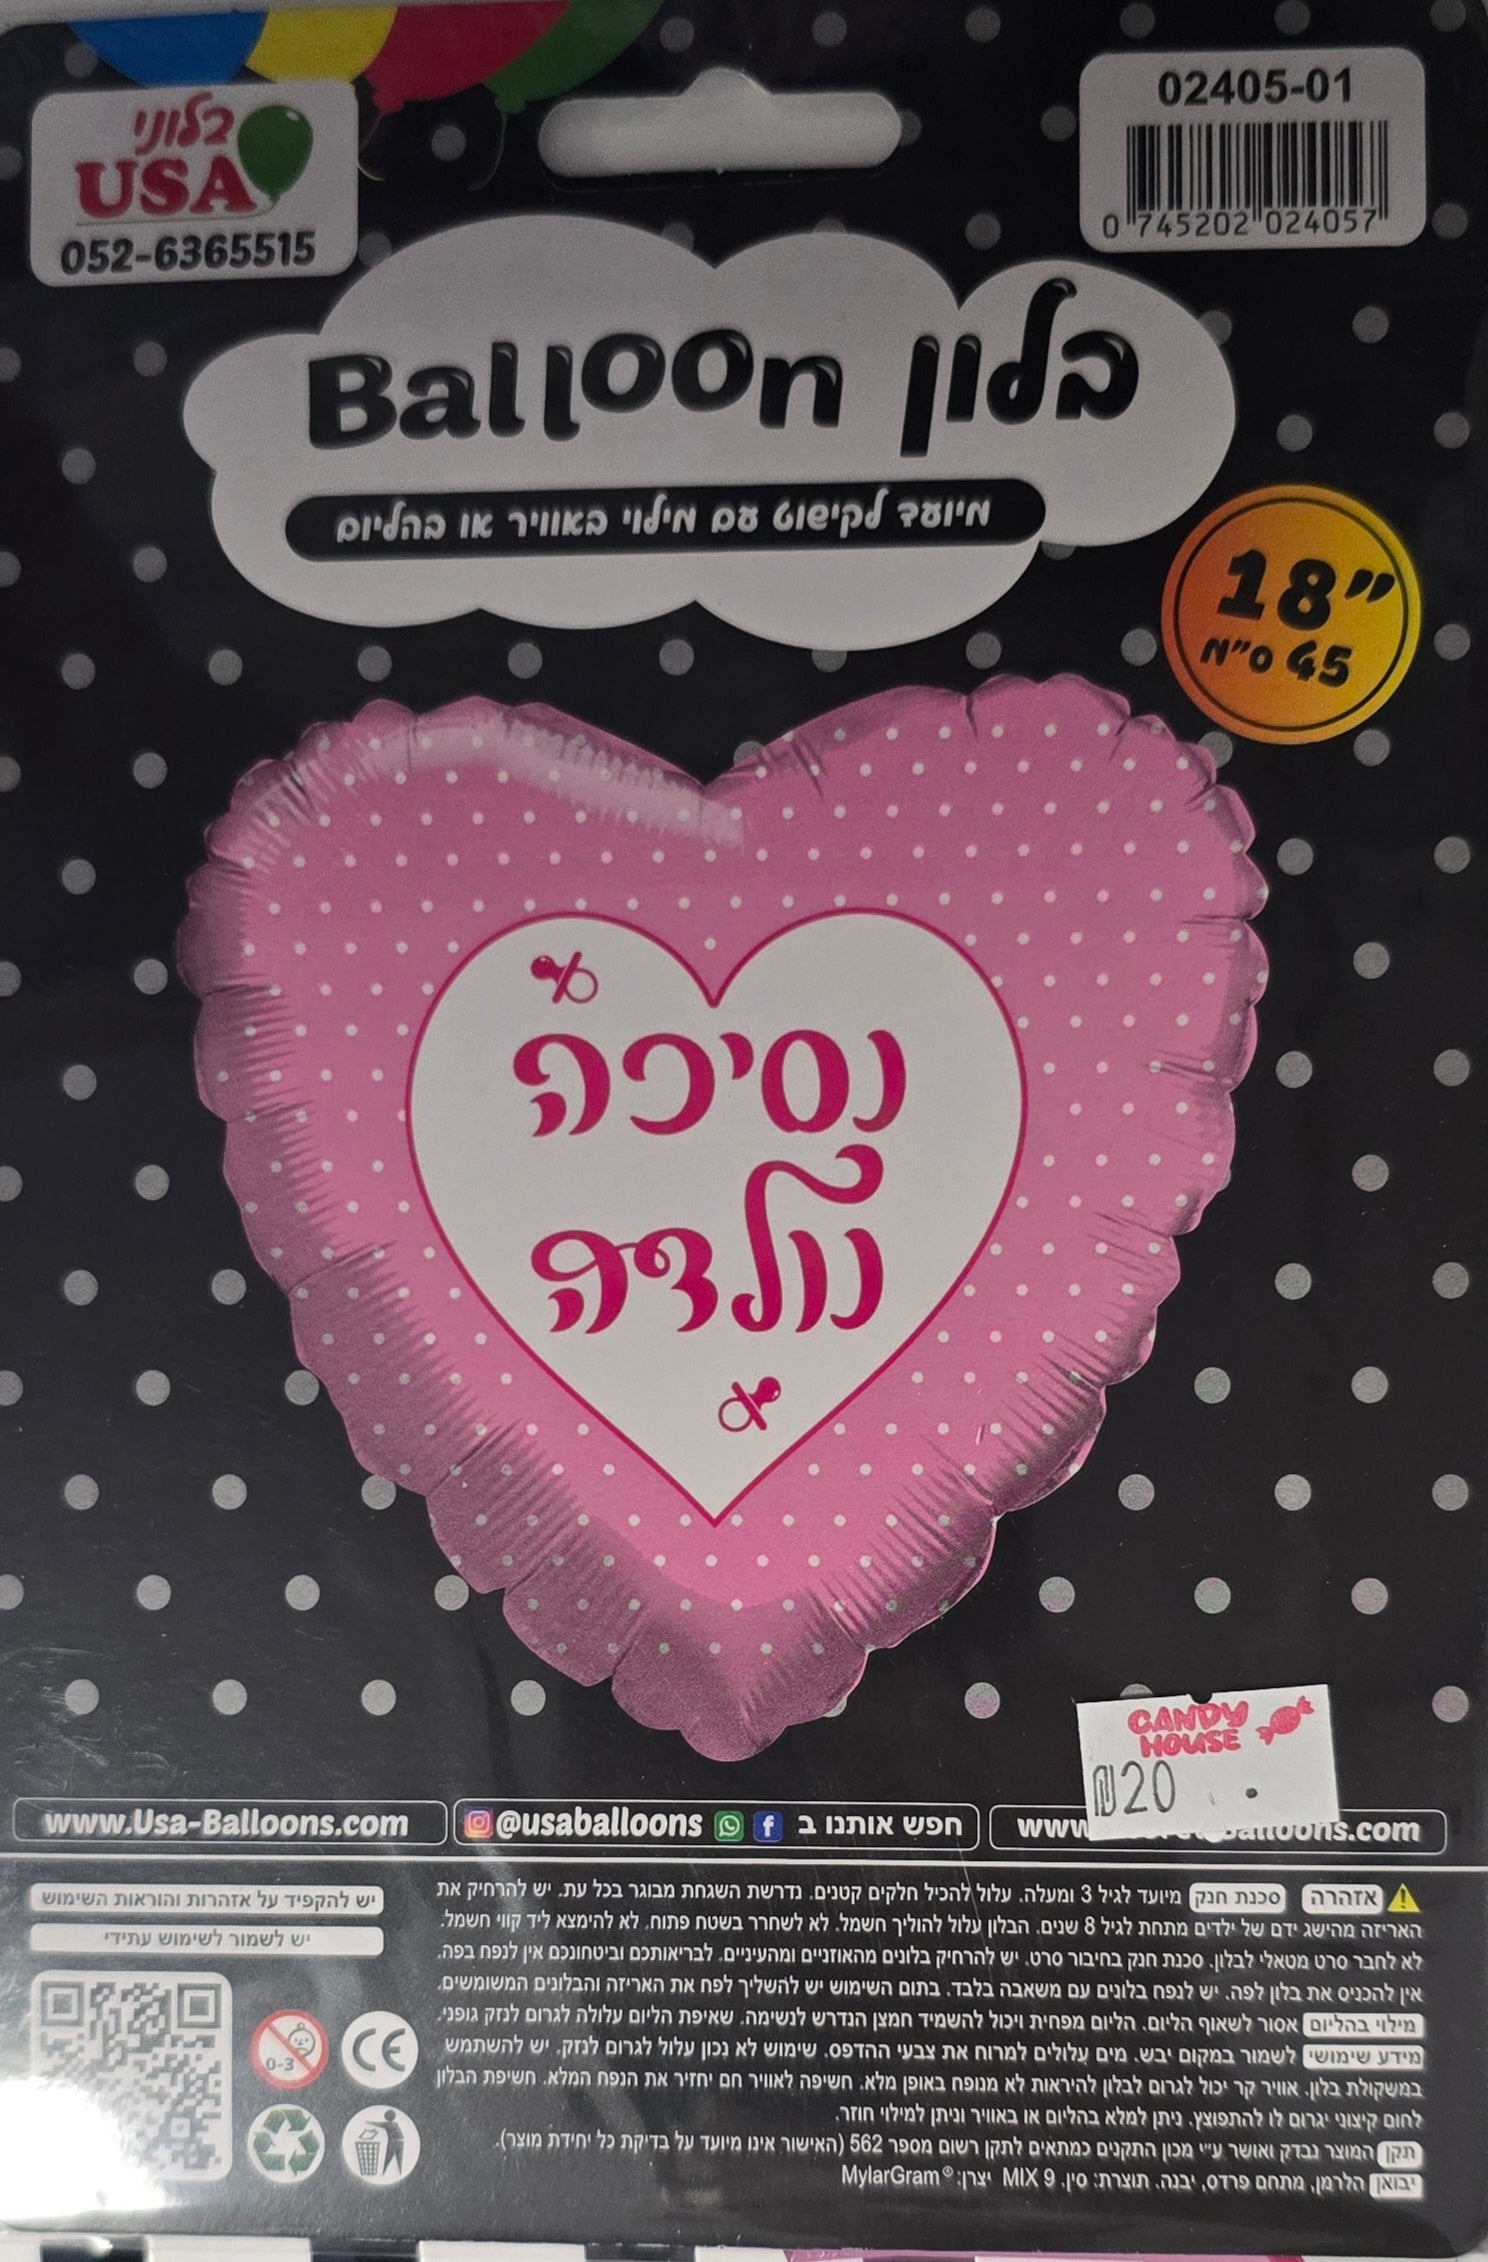 בלוני
USA
052-6365515
02405-01
0 745202 024057
Balloon בלון
מיועד לקישוט עם מילוי באוויר או בהליום
18"
45 ס"מ
נסיכה
נולדה
CANDY
HOUSE
₪20
www.Usa-Balloons.com
@usaballoons חפש אותנו ב
www. balloons.com
יש להקפיד על אזהרות והוראות השימוש
יש לשמור לשימוש עתידי
0-3
CE
אזהרה סכנת חנק מיועד לגיל 3 ומעלה. עלול להכיל חלקים קטנים. נדרשת השגחת מבוגר בכל עת. יש להרחיק את
האריזה מהישג ידם של ילדים מתחת לגיל 8 שנים. הבלון עלול להוליך חשמל. לא לשחרר בשטח פתוח. לא להימצא ליד קווי חשמל.
לא לחבר סרט מטאלי לבלון. סכנת חנק בחיבור סרט. יש להרחיק בלונים מהאוזניים ומהעיניים. לבריאותכם וביטחונכם אין לנפח בפה.
אין להכניס את בלון לפה. יש לנפח בלונים עם משאבה בלבד. בתום השימוש יש להשליך לפח את האריזה והבלונים המשומשים.
מילוי בהליום אסור לשאוף הליום. הליום מפחית ויכול להשמיד חמצן הנדרש לנשימה. שאיפת הליום עלולה לגרום לנזק גופני.
מידע שימושי לשמור במקום יבש. מים עלולים למרוח את צבעי ההדפס. שימוש לא נכון עלול לגרום לנזק. יש להשתמש
במשקולת בלון. אוויר קר יכול לגרום לבלון להיראות לא מנופח באופן מלא. חשיפה לאוויר חם יחזיר את הנפח המלא. חשיפת הבלון
לחום קיצוני יגרום לו להתפוצץ. ניתן למלא בהליום או באוויר וניתן למילוי חוזר.
תקן המוצר נבדק ואושר ע"י מכון התקנים כמתאים לתקן רשום מספר 562 (האישור אינו מיועד על בדיקת כל יחידת מוצר).
יבואן הלרמן, מתחם פרדס, יבנה. תוצרת: סין. MIX 9 יצרן: MylarGram®